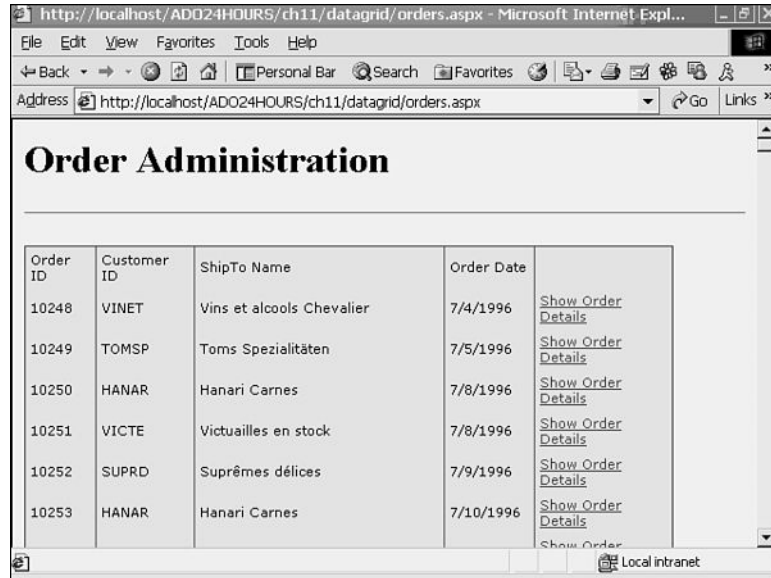 http://localhost/ADO24HOURS/ch11/datagrid/orders.aspx - Microsoft Internet Expl...
File Edit View Favorites Tools Help
Back Personal Bar Search Favorites »
Address http://localhost/ADO24HOURS/ch11/datagrid/orders.aspx Go Links »
Order Administration
Order ID Customer ID ShipTo Name Order Date
10248 VINET Vins et alcools Chevalier 7/4/1996 Show Order Details
10249 TOMSP Toms Spezialitäten 7/5/1996 Show Order Details
10250 HANAR Hanari Carnes 7/8/1996 Show Order Details
10251 VICTE Victuailles en stock 7/8/1996 Show Order Details
10252 SUPRD Suprêmes délices 7/9/1996 Show Order Details
10253 HANAR Hanari Carnes 7/10/1996 Show Order Details
Show Order
Local intranet